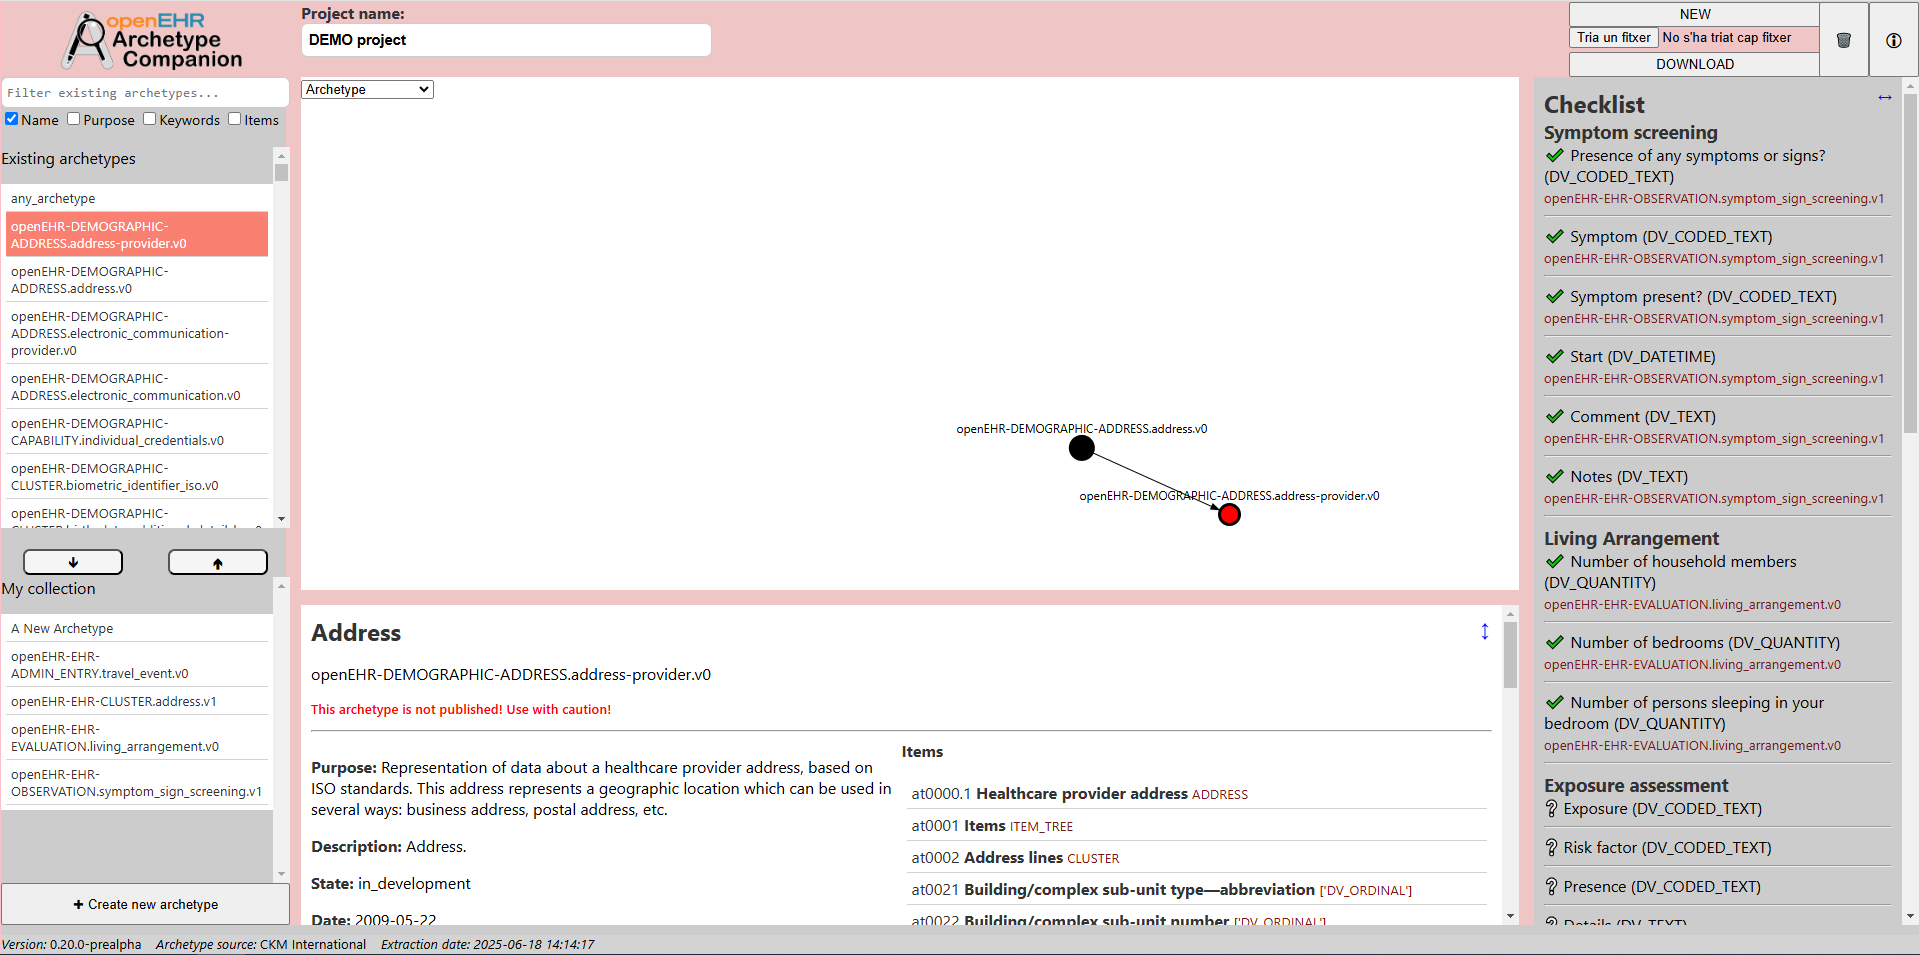 openEHR
Archetype
Companion
Project name:
DEMO project
NEW
Tria un fitxer No s'ha triat cap fitxer
DOWNLOAD
Filter existing archetypes...
Name Purpose Keywords Items
Existing archetypes
any_archetype
openEHR-DEMOGRAPHIC-
ADDRESS.address-provider.v0
openEHR-DEMOGRAPHIC-
ADDRESS.address.v0
openEHR-DEMOGRAPHIC-
ADDRESS.electronic_communication-
provider.v0
openEHR-DEMOGRAPHIC-
ADDRESS.electronic_communication.v0
openEHR-DEMOGRAPHIC-
CAPABILITY.individual_credentials.v0
openEHR-DEMOGRAPHIC-
CLUSTER.biometric_identifier_iso.v0
openEHR-DEMOGRAPHIC-
My collection
A New Archetype
openEHR-EHR-
ADMIN_ENTRY.travel_event.v0
openEHR-EHR-CLUSTER.address.v1
openEHR-EHR-
EVALUATION.living_arrangement.v0
openEHR-EHR-
OBSERVATION.symptom_sign_screening.v1
+ Create new archetype
Archetype
openEHR-DEMOGRAPHIC-ADDRESS.address.v0
openEHR-DEMOGRAPHIC-ADDRESS.address-provider.v0
Address
openEHR-DEMOGRAPHIC-ADDRESS.address-provider.v0
This archetype is not published! Use with caution!
Purpose: Representation of data about a healthcare provider address, based on
ISO standards. This address represents a geographic location which can be used in
several ways: business address, postal address, etc.
Description: Address.
State: in_development
Date: 2009-05-22
Items
at0000.1 Healthcare provider address ADDRESS
at0001 Items ITEM_TREE
at0002 Address lines CLUSTER
at0021 Building/complex sub-unit type—abbreviation ['DV_ORDINAL']
at0022 Building/complex sub-unit number ['DV_ORDINAL']
Checklist
Symptom screening
Presence of any symptoms or signs?
(DV_CODED_TEXT)
openEHR-EHR-OBSERVATION.symptom_sign_screening.v1
Symptom (DV_CODED_TEXT)
openEHR-EHR-OBSERVATION.symptom_sign_screening.v1
Symptom present? (DV_CODED_TEXT)
openEHR-EHR-OBSERVATION.symptom_sign_screening.v1
Start (DV_DATETIME)
openEHR-EHR-OBSERVATION.symptom_sign_screening.v1
Comment (DV_TEXT)
openEHR-EHR-OBSERVATION.symptom_sign_screening.v1
Notes (DV_TEXT)
openEHR-EHR-OBSERVATION.symptom_sign_screening.v1
Living Arrangement
Number of household members
(DV_QUANTITY)
openEHR-EHR-EVALUATION.living_arrangement.v0
Number of bedrooms (DV_QUANTITY)
openEHR-EHR-EVALUATION.living_arrangement.v0
Number of persons sleeping in your
bedroom (DV_QUANTITY)
openEHR-EHR-EVALUATION.living_arrangement.v0
Exposure assessment
? Exposure (DV_CODED_TEXT)
? Risk factor (DV_CODED_TEXT)
? Presence (DV_CODED_TEXT)
? Details (DV_TEXT)
Version: 0.20.0-prealpha Archetype source: CKM International Extraction date: 2025-06-18 14:14:17